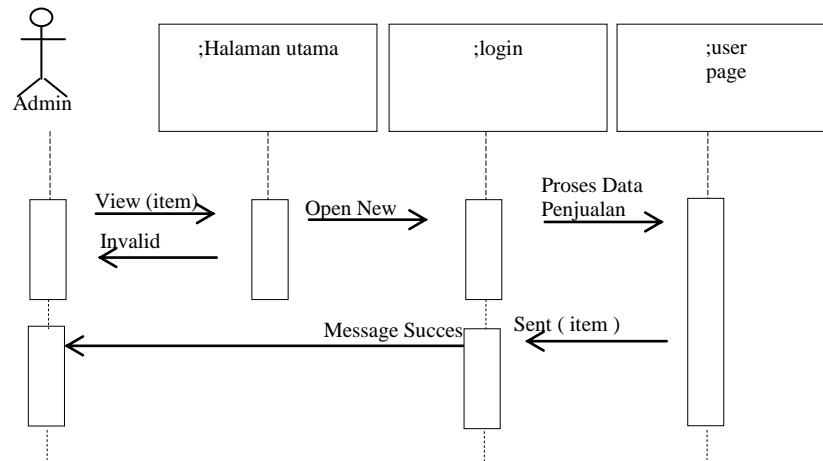 ;Halaman utama
;login
;user
page
Admin
View (item)
Open New
Proses Data
Penjualan
Invalid
Message Succes
Sent ( item )